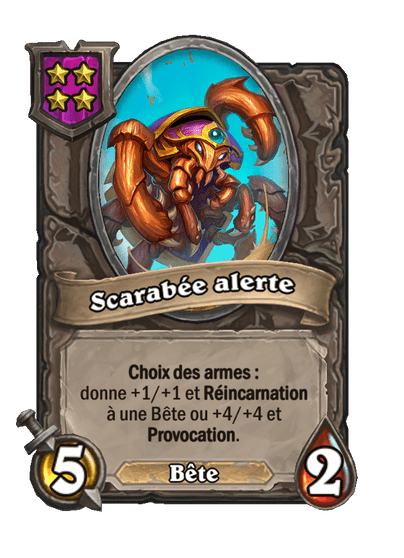 Scarabée alerte
Choix des armes :
donne +1/+1 et Réincarnation
à une Bête ou +4/+4 et
Provocation.
5
Bête
2